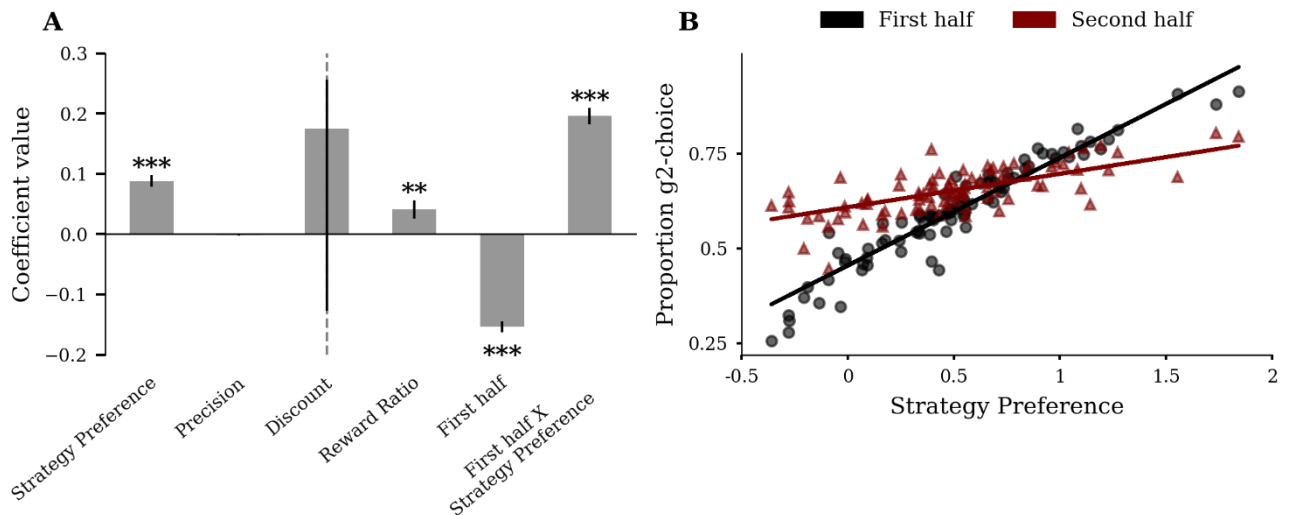 A
Coefficient value
0.3
0.2
0.1
0.0
−0.1
−0.2
***
**
***
***
Strategy Preference
Precision
Discount
Reward Ratio
First half
First half X
Strategy Preference
B
First half
Second half
Proportion g2-choice
0.75
0.5
0.25
-0.5
0
0.5
1
1.5
2
Strategy Preference